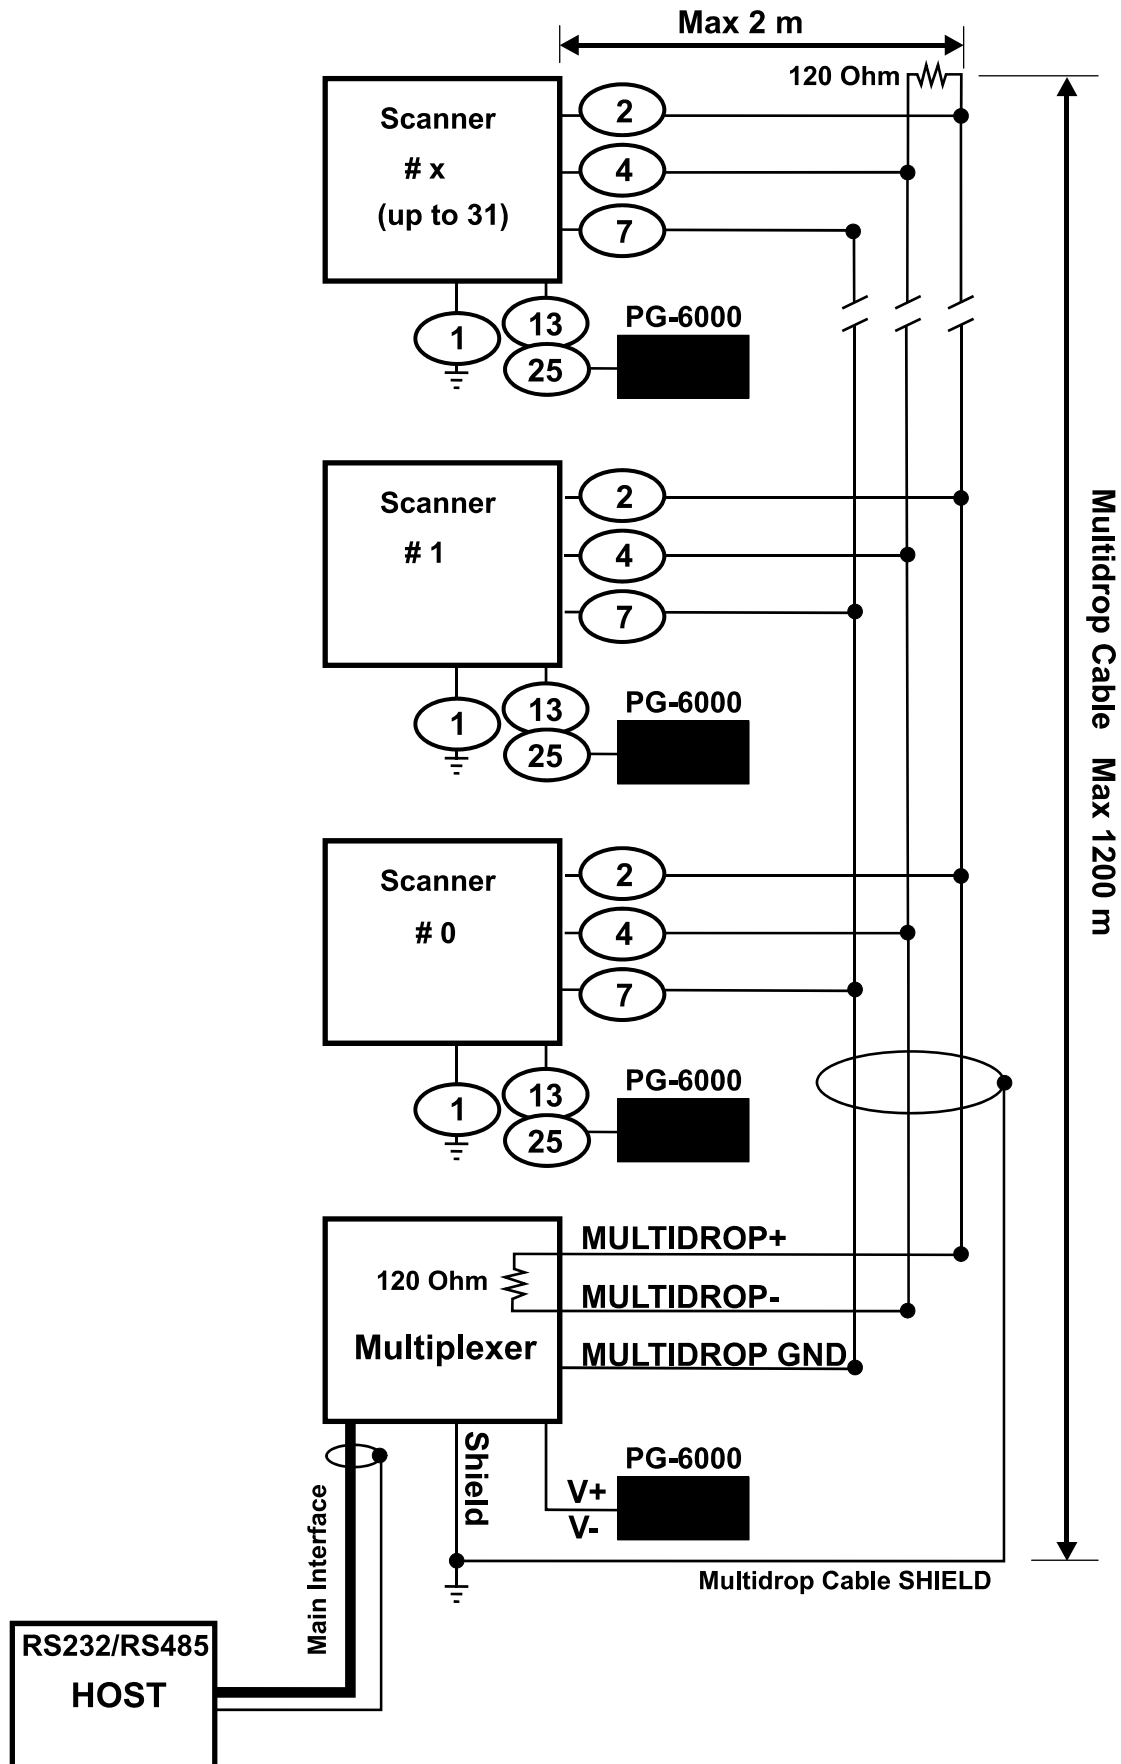 Max 2 m
120 Ohm
Scanner
# x
(up to 31)
2
4
7
1
13
25
PG-6000
Scanner
# 1
2
4
7
1
13
25
PG-6000
Scanner
# 0
2
4
7
1
13
25
PG-6000
Multidrop Cable Max 1200 m
120 Ohm
Multiplexer
MULTIDROP+
MULTIDROP-
MULTIDROP GND
Shield
PG-6000
V+
V-
Main Interface
Multidrop Cable SHIELD
RS232/RS485
HOST